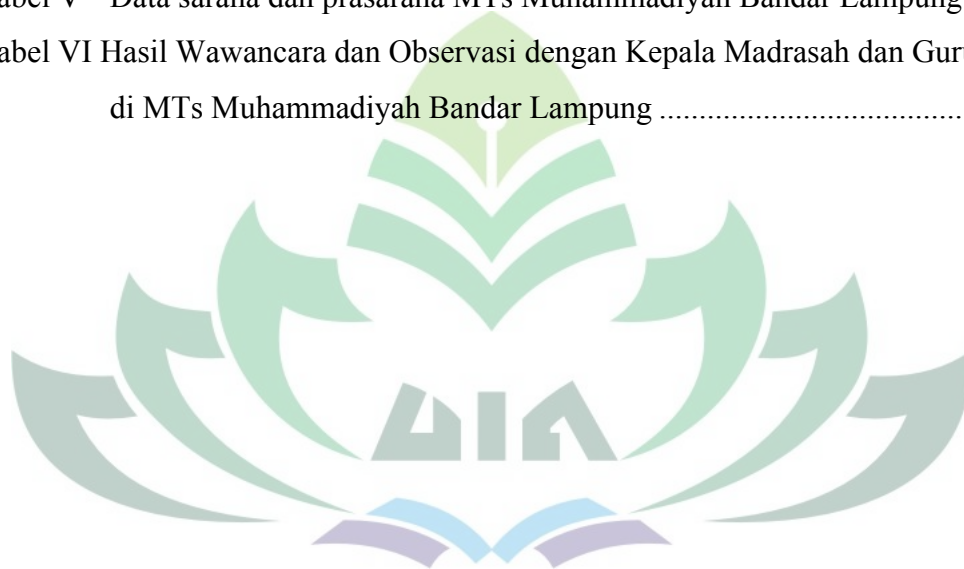 abel V Data sarana dan prasarana MTs Muhammadiyah Bandar Lampung
abel VI Hasil Wawancara dan Observasi dengan Kepala Madrasah dan Guru
di MTs Muhammadiyah Bandar Lampung ......................................
UIN